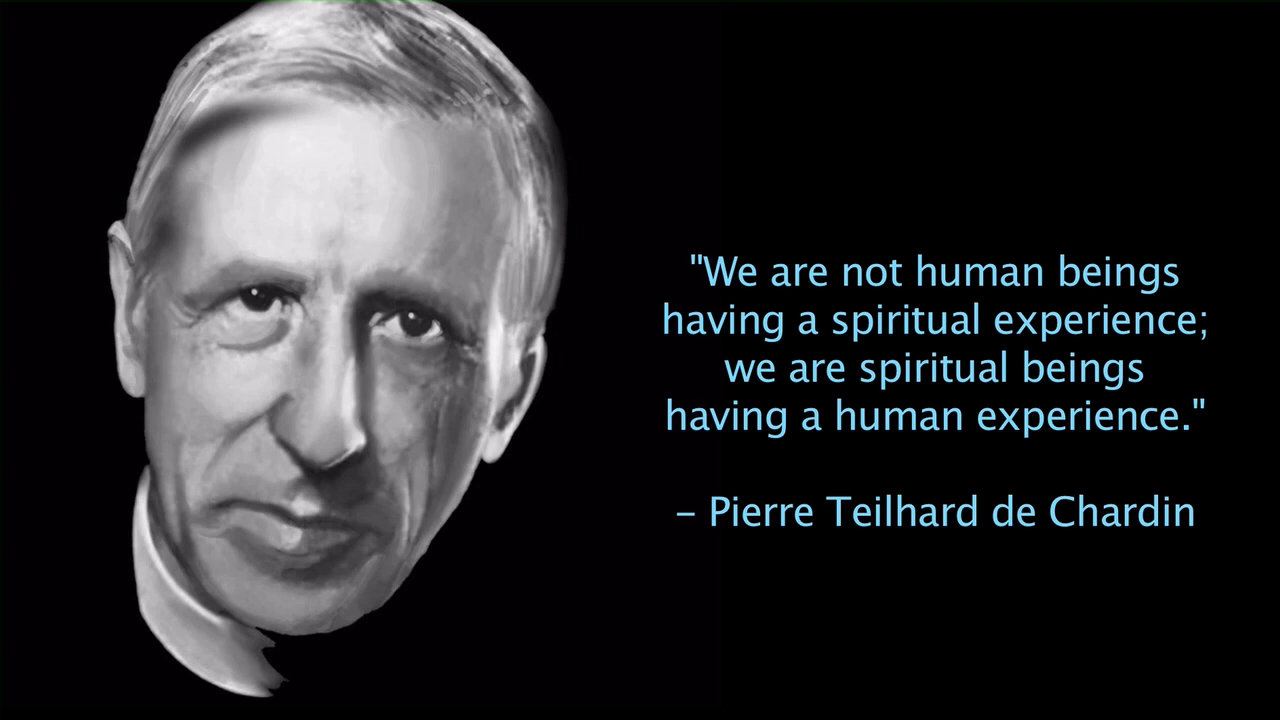 "We are not human beings
having a spiritual experience;
we are spiritual beings
having a human experience."
– Pierre Teilhard de Chardin